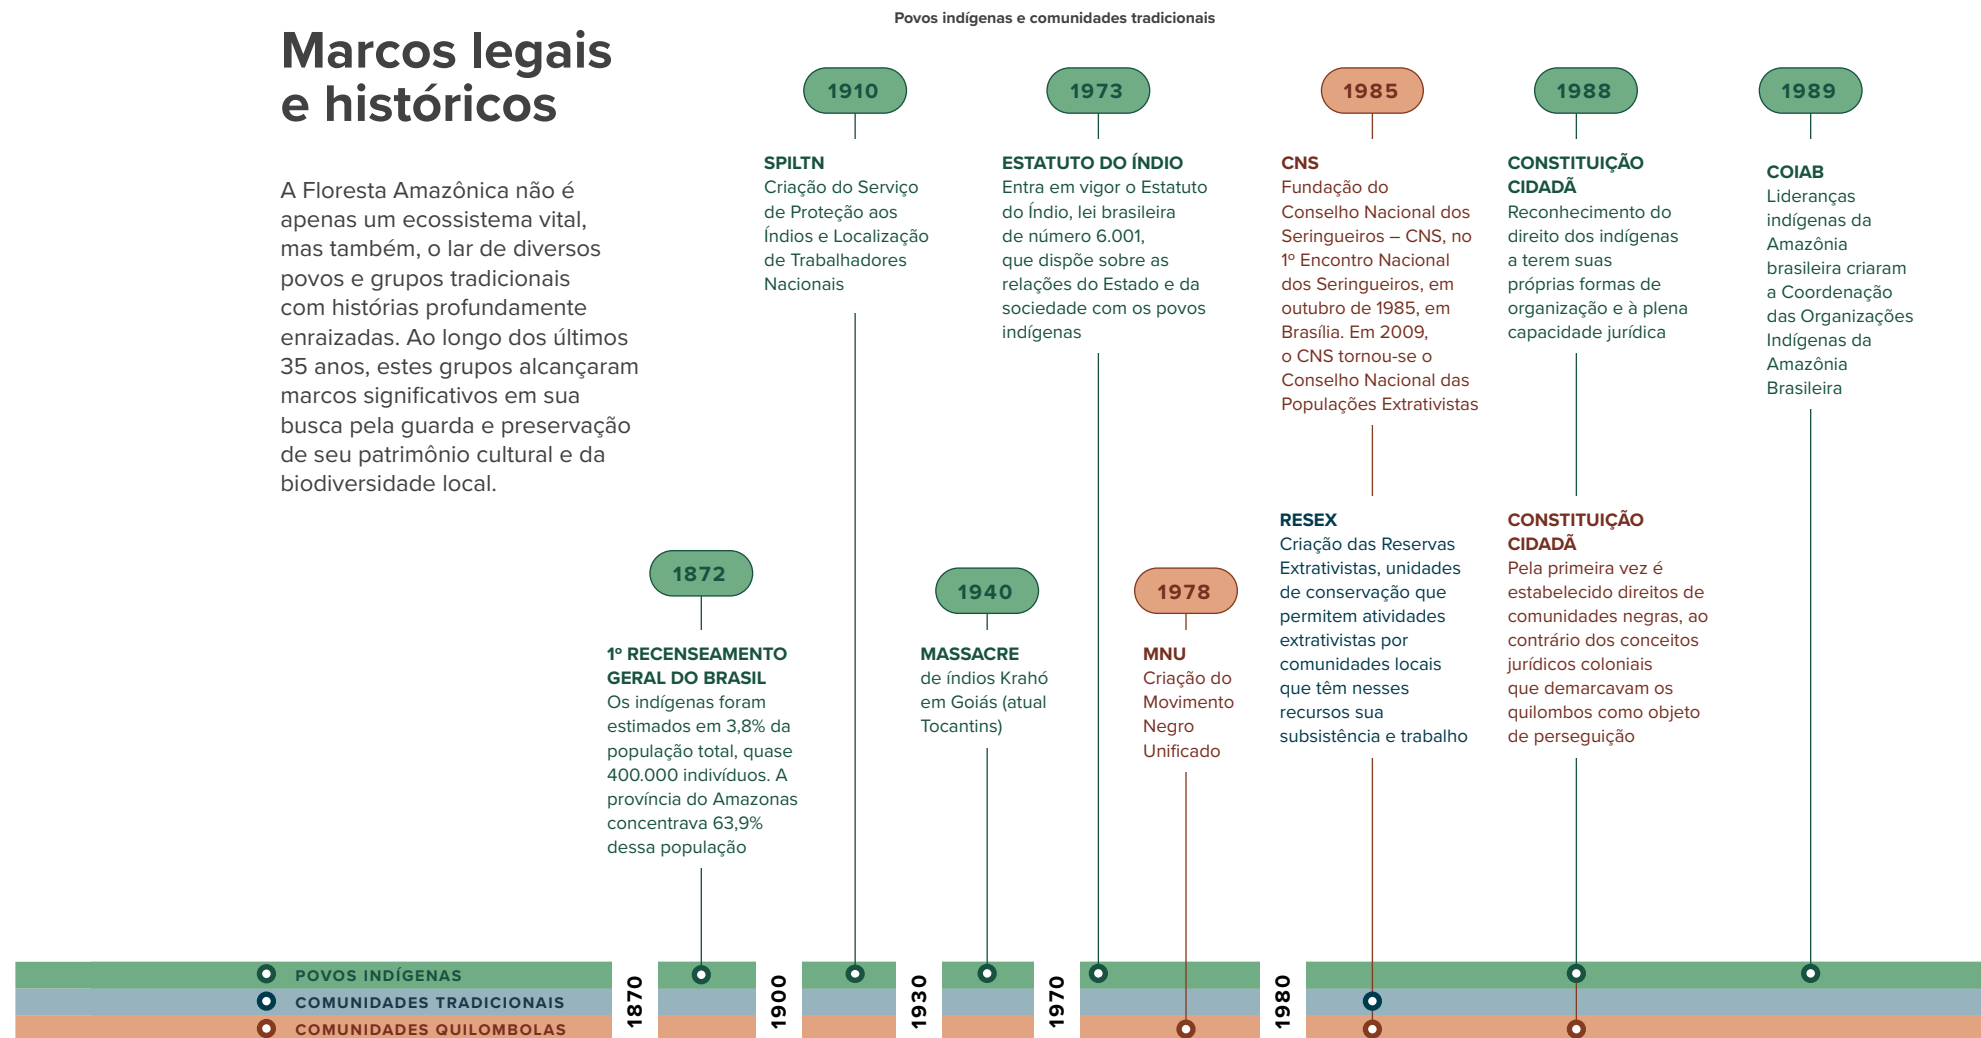 Povos indígenas e comunidades tradicionais
Marcos legais
e históricos
A Floresta Amazônica não é
apenas um ecossistema vital,
mas também, o lar de diversos
povos e grupos tradicionais
com histórias profundamente
enraizadas. Ao longo dos últimos
35 anos, estes grupos alcançaram
marcos significativos em sua
busca pela guarda e preservação
de seu patrimônio cultural e da
biodiversidade local.
1872
1º RECENSEAMENTO
GERAL DO BRASIL
Os indígenas foram
estimados em 3,8% da
população total, quase
400.000 indivíduos. A
província do Amazonas
concentrava 63,9%
dessa população
1910
SPILTN
Criação do Serviço
de Proteção aos
Índios e Localização
de Trabalhadores
Nacionais
1940
MASSACRE
de índios Krahó
em Goiás (atual
Tocantins)
1973
ESTATUTO DO ÍNDIO
Entra em vigor o Estatuto
do Índio, lei brasileira
de número 6.001,
que dispõe sobre as
relações do Estado e da
sociedade com os povos
indígenas
1978
MNU
Criação do
Movimento
Negro
Unificado
1985
CNS
Fundação do
Conselho Nacional dos
Seringueiros – CNS, no
1º Encontro Nacional
dos Seringueiros, em
outubro de 1985, em
Brasília. Em 2009,
o CNS tornou-se o
Conselho Nacional das
Populações Extrativistas
RESEX
Criação das Reservas
Extrativistas, unidades
de conservação que
permitem atividades
extrativistas por
comunidades locais
que têm nesses
recursos sua
subsistência e trabalho
1988
CONSTITUIÇÃO
CIDADÃ
Reconhecimento do
direito dos indígenas
a terem suas
próprias formas de
organização e à plena
capacidade jurídica
CONSTITUIÇÃO
CIDADÃ
Pela primeira vez é
estabelecido direitos de
comunidades negras, ao
contrário dos conceitos
jurídicos coloniais
que demarcavam os
quilombos como objeto
de perseguição
1989
COIAB
Lideranças
indígenas da
Amazônia
brasileira criaram
a Coordenação
das Organizações
Indígenas da
Amazônia
Brasileira
POVOS INDÍGENAS
COMUNIDADES TRADICIONAIS
COMUNIDADES QUILOMBOLAS
1870
1900
1930
1970
1980